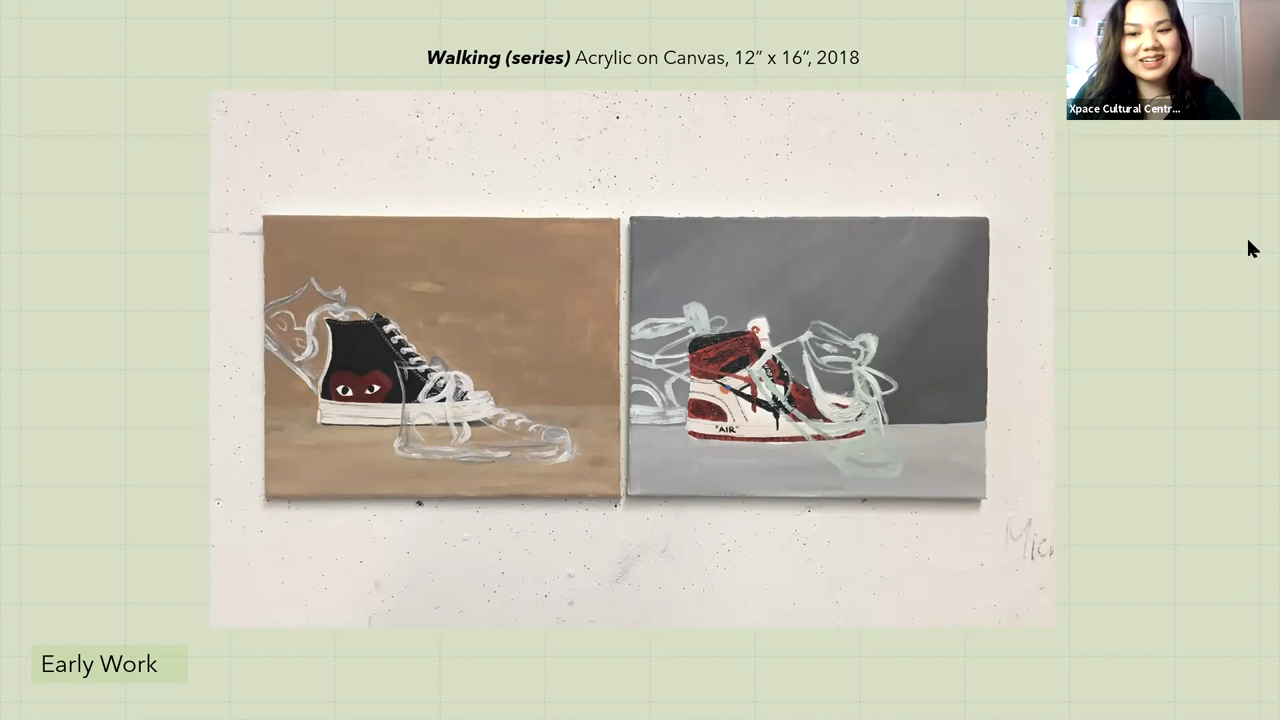 Walking (series) Acrylic on Canvas, 12” x 16”, 2018
Xpace Cultural Centr...
"AIR"
Early Work